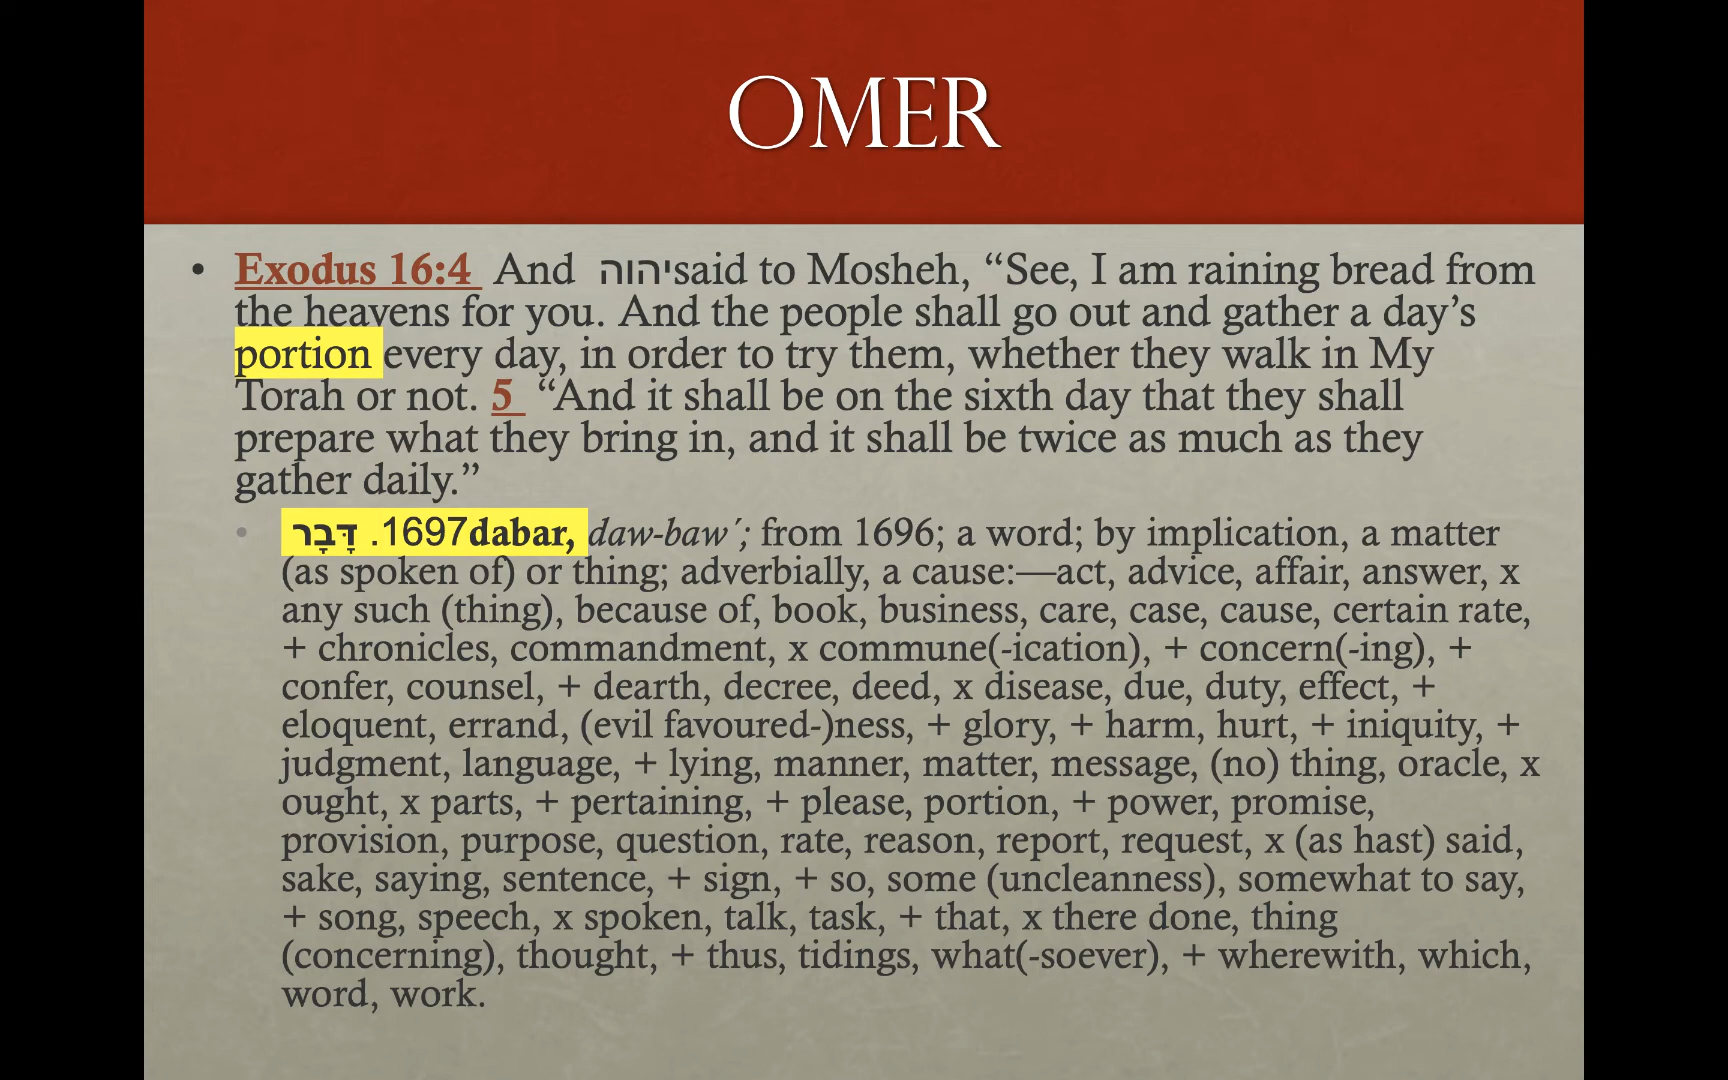 OMER
• Exodus 16:4 And יהוה said to Mosheh, “See, I am raining bread from
the heavens for you. And the people shall go out and gather a day’s
portion every day, in order to try them, whether they walk in My
Torah or not. 5 “And it shall be on the sixth day that they shall
prepare what they bring in, and it shall be twice as much as they
gather daily.”
• דָּבָר .1697dabar, daw-baw´; from 1696; a word; by implication, a matter
(as spoken of) or thing; adverbially, a cause:—act, advice, affair, answer, x
any such (thing), because of, book, business, care, case, cause, certain rate,
+ chronicles, commandment, x commune(-ication), + concern(-ing), +
confer, counsel, + dearth, decree, deed, x disease, due, duty, effect, +
eloquent, errand, (evil favoured-)ness, + glory, + harm, hurt, + iniquity, +
judgment, language, + lying, manner, matter, message, (no) thing, oracle, x
ought, x parts, + pertaining, + please, portion, + power, promise,
provision, purpose, question, rate, reason, report, request, x (as hast) said,
sake, saying, sentence, + sign, + so, some (uncleanness), somewhat to say,
+ song, speech, x spoken, talk, task, + that, x there done, thing
(concerning), thought, + thus, tidings, what(-soever), + wherewith, which,
word, work.